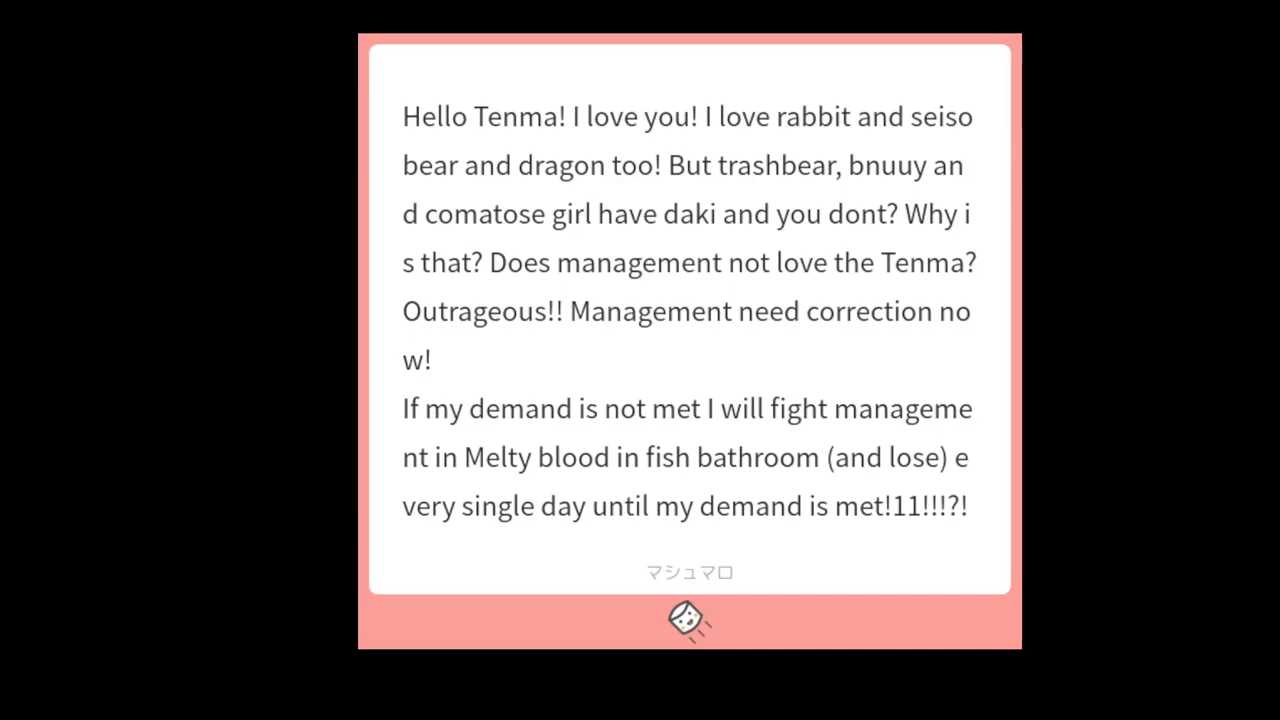 Hello Tenma! I love you! I love rabbit and seiso
bear and dragon too! But trashbear, bnuuy an
d comatose girl have daki and you dont? Why i
s that? Does management not love the Tenma?
Outrageous!! Management need correction no
w!
If my demand is not met I will fight manageme
nt in Melty blood in fish bathroom (and lose) e
very single day until my demand is met!11!!!?!
マシュマロ